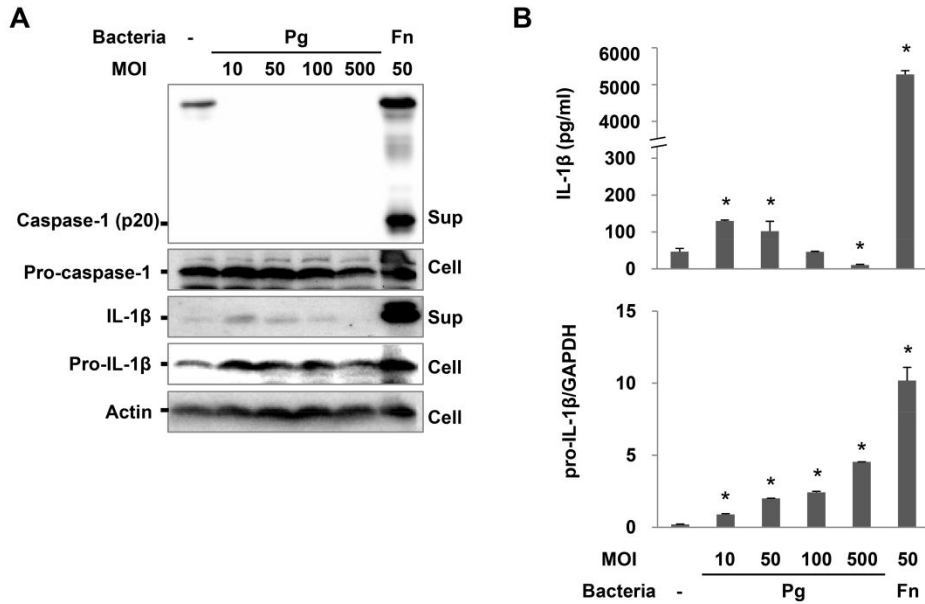 A
Bacteria - Pg Fn
MOI 10 50 100 500 50
Caspase-1 (p20) Sup
Pro-caspase-1 Cell
IL-1β Sup
Pro-IL-1β Cell
Actin Cell
B
IL-1β (pg/ml)
6000
5000
4000
300
200
100
0
* * * *
pro-IL-1β/GAPDH
15
10
5
0
* * * * *
MOI 10 50 100 500 50
Bacteria - Pg Fn